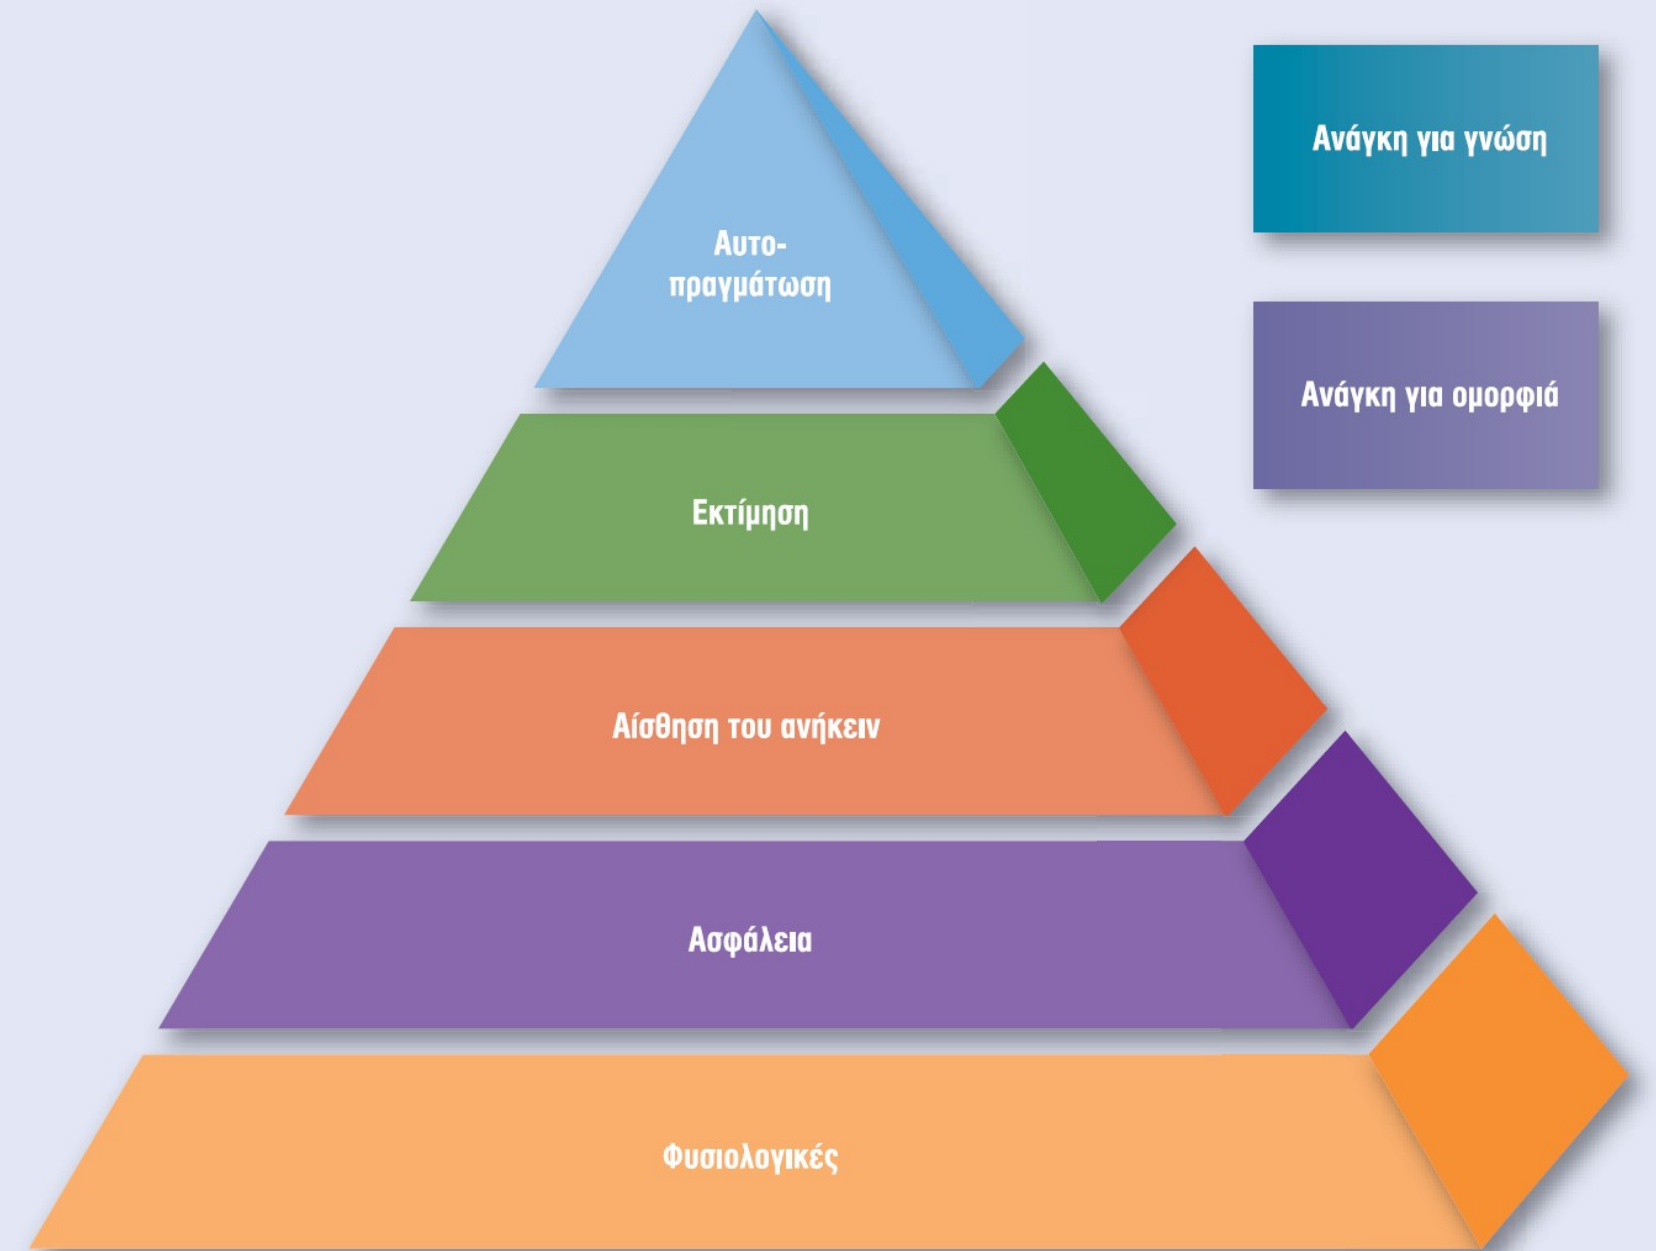 Αυτο-
πραγμάτωση
Εκτίμηση
Αίσθηση του ανήκειν
Ασφάλεια
Φυσιολογικές
Ανάγκη για γνώση
Ανάγκη για ομορφιά